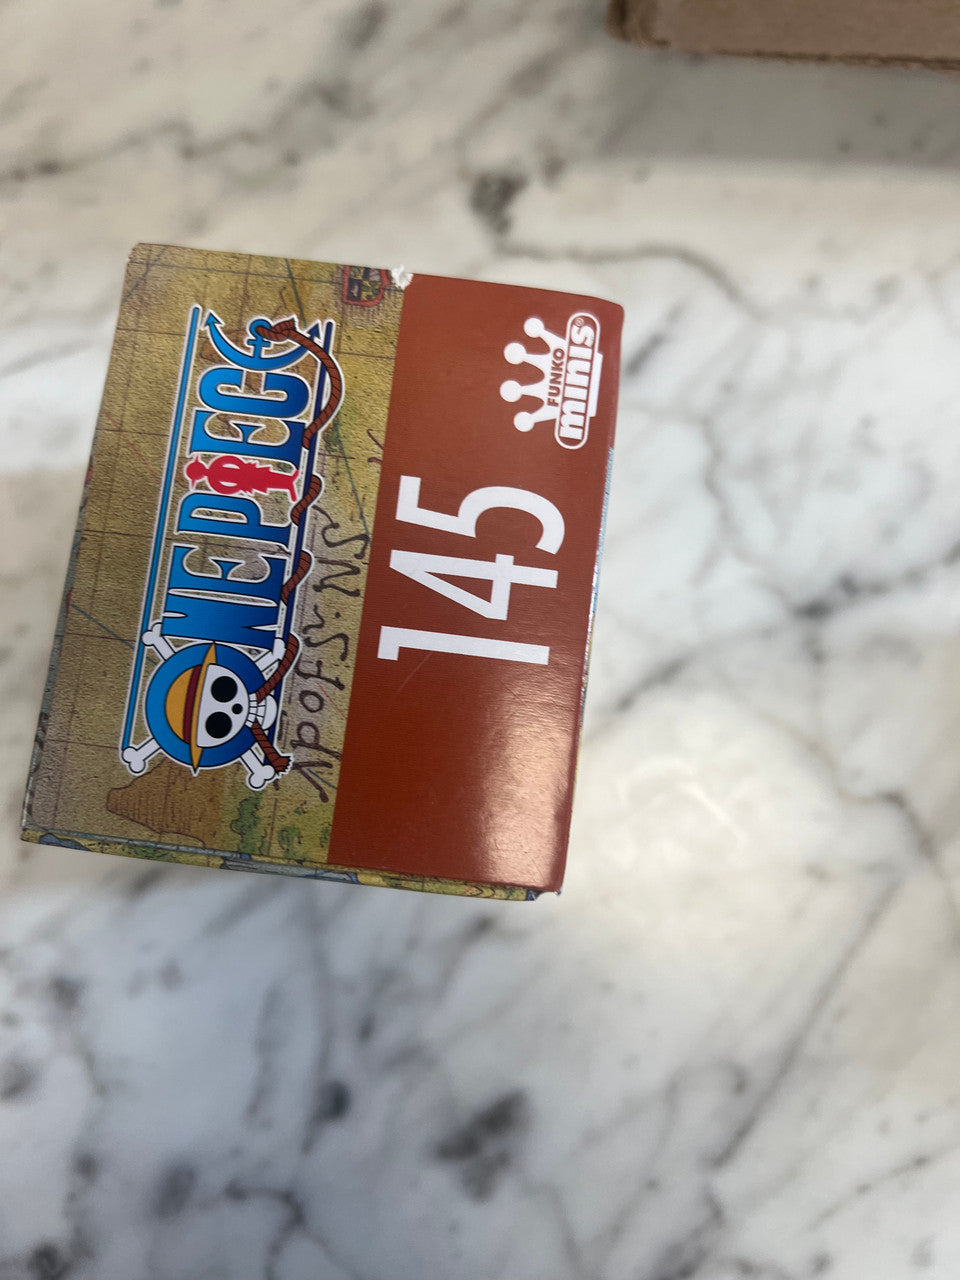 ONE PIECE
145
FUNKO
minis®